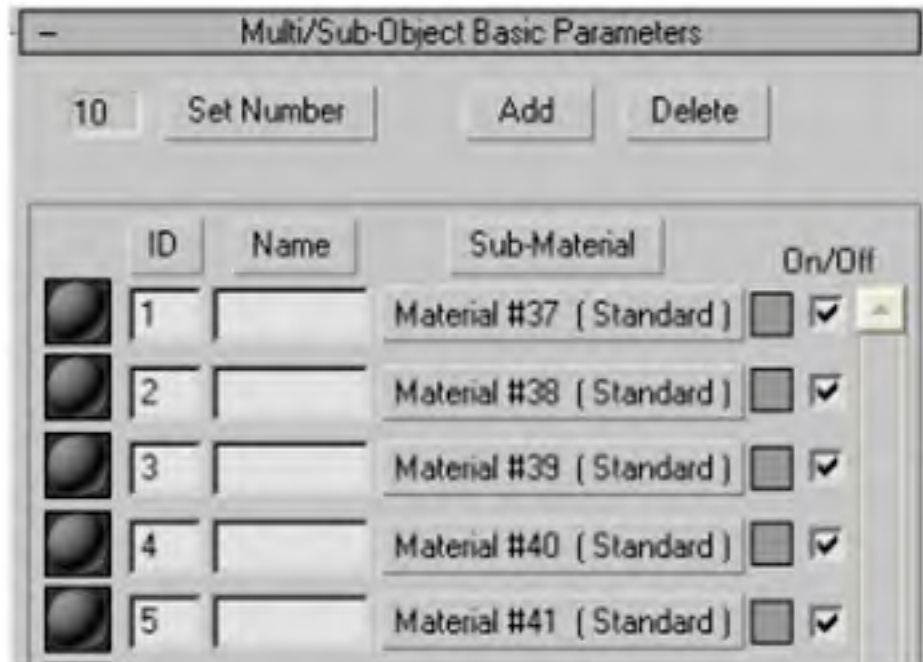 Multi/Sub-Object Basic Parameters
10 Set Number Add Delete
ID Name Sub-Material On/Off
1 Material #37 ( Standard )
2 Material #38 ( Standard )
3 Material #39 ( Standard )
4 Material #40 ( Standard )
5 Material #41 ( Standard )